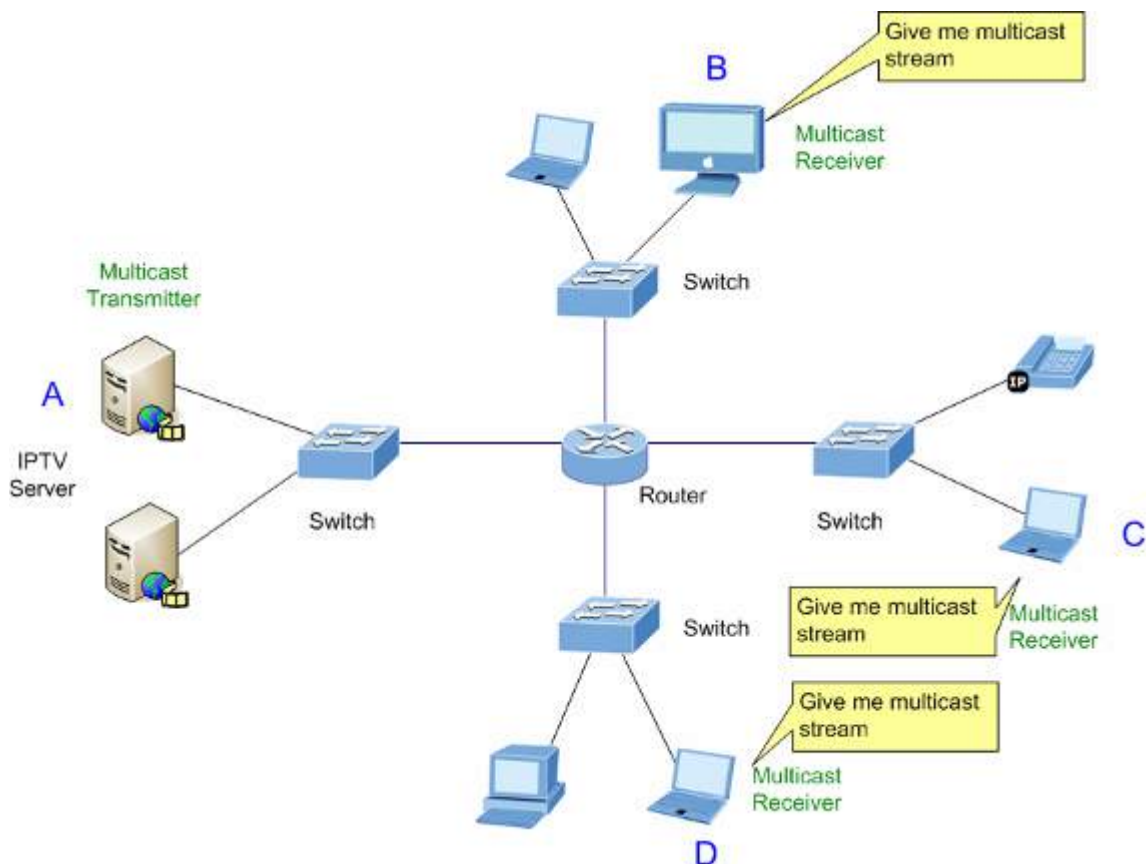 Give me multicast
stream
B
Multicast
Receiver
Switch
Multicast
Transmitter
A
IPTV
Server
Switch
Router
IP
Switch
C
Give me multicast
stream
Multicast
Receiver
Switch
Give me multicast
stream
Multicast
Receiver
D